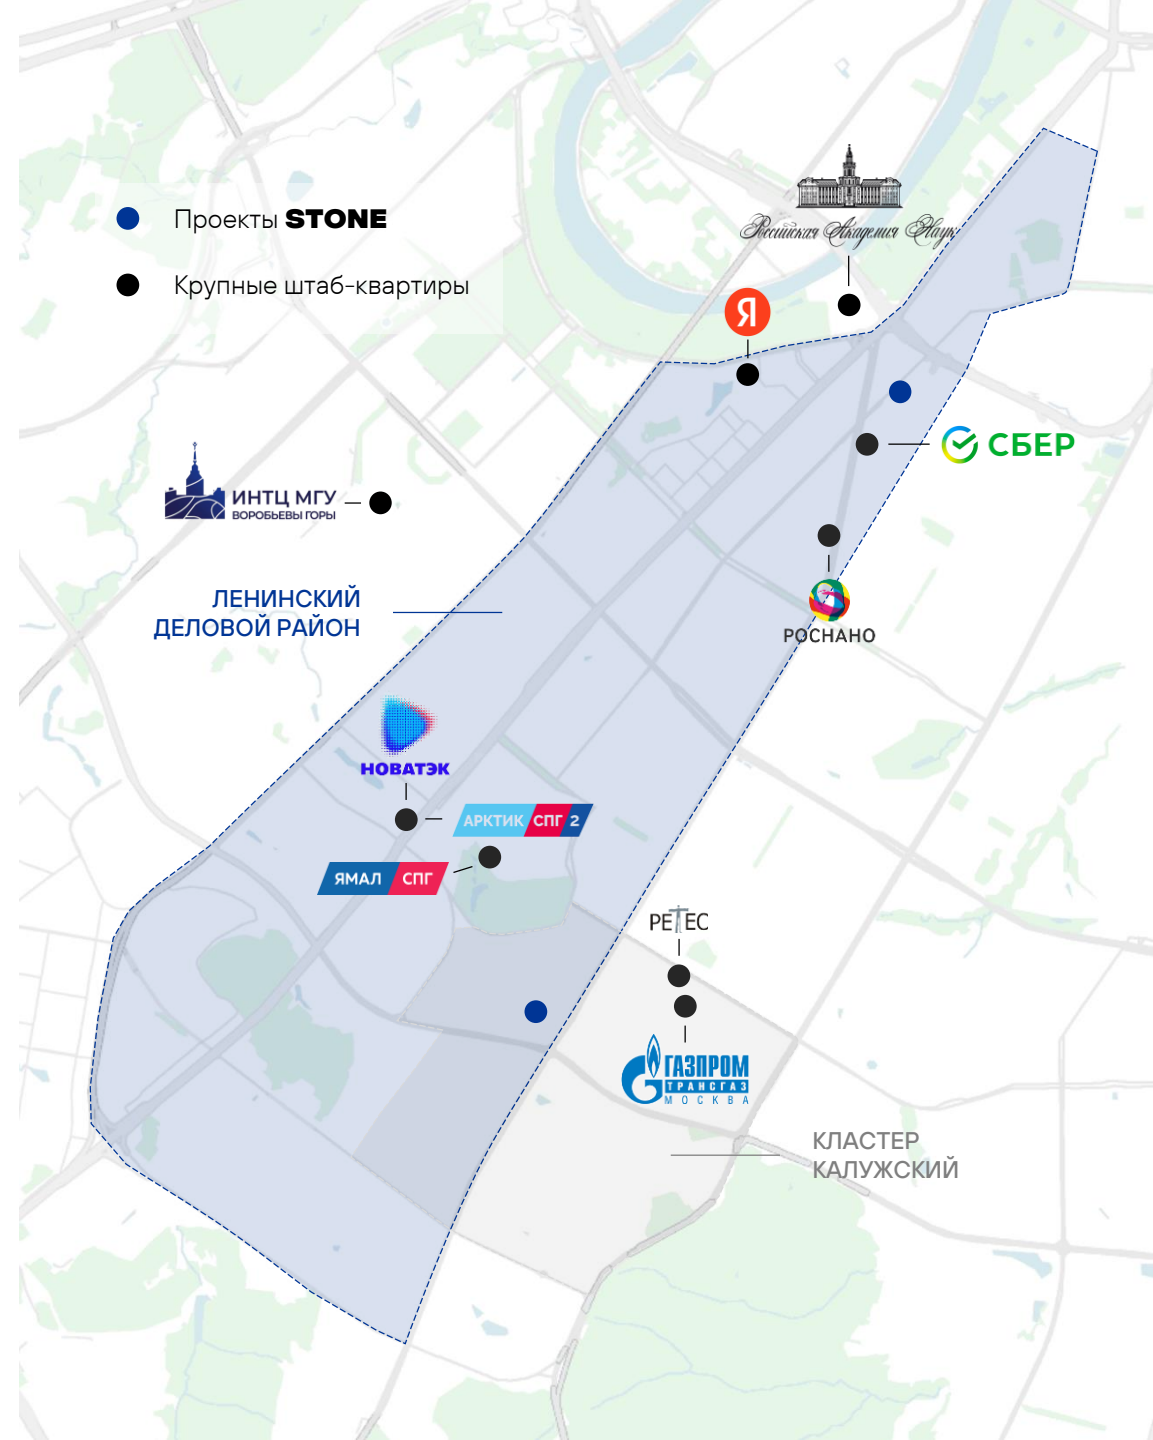 Российская Академия Наук
Проекты STONE
Крупные штаб-квартиры
Я
СБЕР
ИНТЦ МГУ
ВОРОБЬЕВЫ ГОРЫ
ЛЕНИНСКИЙ
ДЕЛОВОЙ РАЙОН
РОСНАНО
НОВАТЭК
АРКТИК СПГ 2
ЯМАЛ СПГ
РЕТЕС
ГАЗПРОМ
ТРАНСГАЗ
МОСКВА
КЛАСТЕР
КАЛУЖСКИЙ